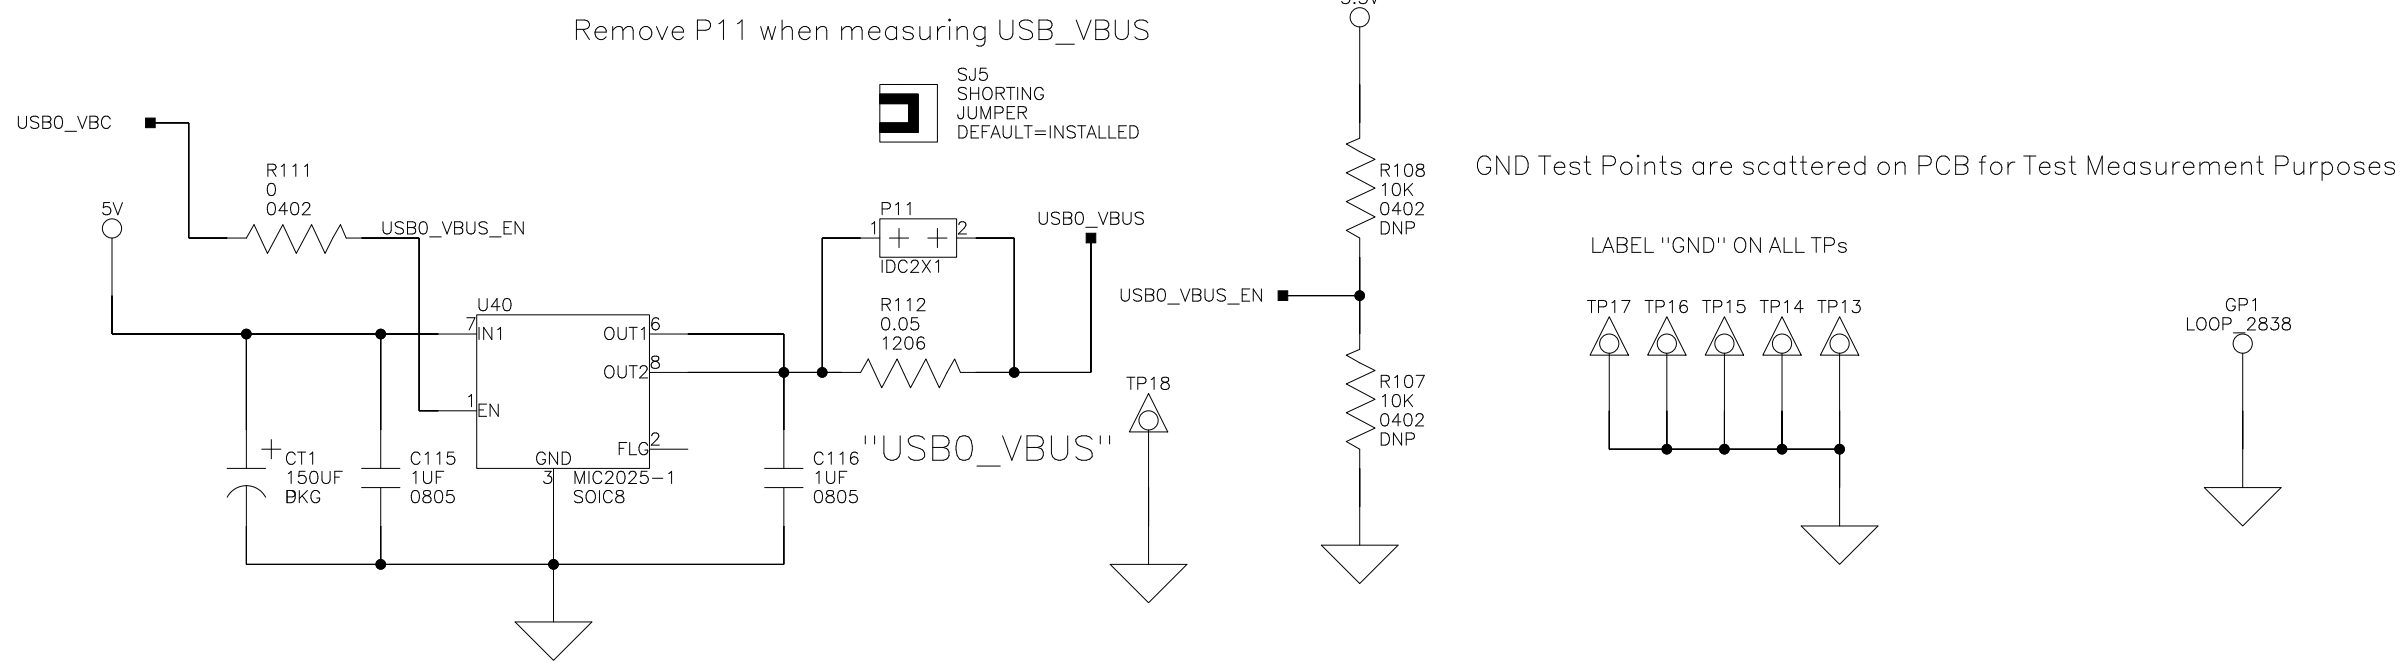 Remove P11 when measuring USB_VBUS
SJ5
SHORTING
JUMPER
DEFAULT=INSTALLED
USB0_VBC
R111
0
0402
USB0_VBUS_EN
5V
P11
1
2
IDC2X1
USB0_VBUS
R112
0.05
1206
U40
7
IN1
OUT1
6
OUT2
8
1
EN
FLG
2
GND
3
MIC2025-1
SOIC8
CT1
150UF
C115
1UF
0805
C116
1UF
0805
"USB0_VBUS"
TP18
USB0_VBUS_EN
R108
10K
0402
DNP
R107
10K
0402
DNP
GND Test Points are scattered on PCB for Test Measurement Purposes
LABEL "GND" ON ALL TPs
TP17 TP16 TP15 TP14 TP13
GP1
LOOP_2838